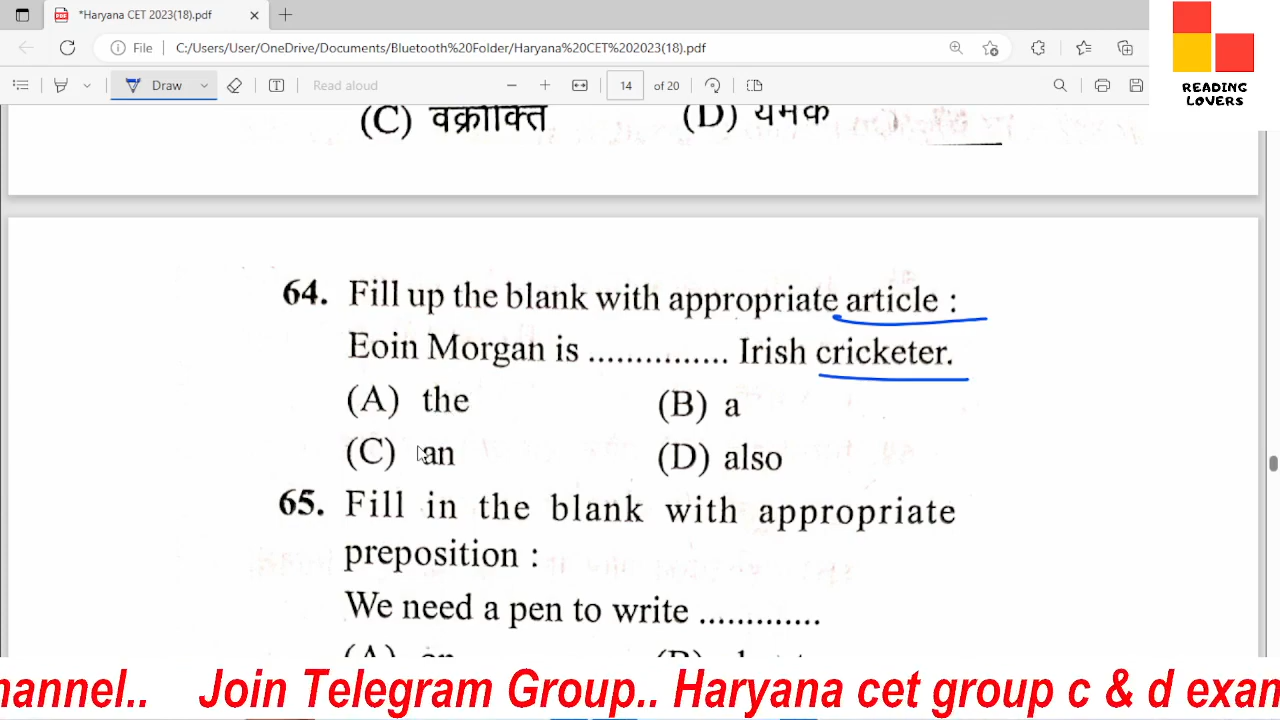 *Haryana CET 2023(18).pdf
File
C:/Users/User/OneDrive/Documents/Bluetooth%20Folder/Haryana%20CET%202023(18).pdf
READING
LOVERS
Draw
Read aloud
14
of 20
(C) वक्रोक्ति (D) यमक
64. Fill up the blank with appropriate article :
Eoin Morgan is ............... Irish cricketer.
(A) the (B) a
(C) an (D) also
65. Fill in the blank with appropriate
preposition :
We need a pen to write .............
hannel.. Join Telegram Group.. Haryana cet group c & d exam